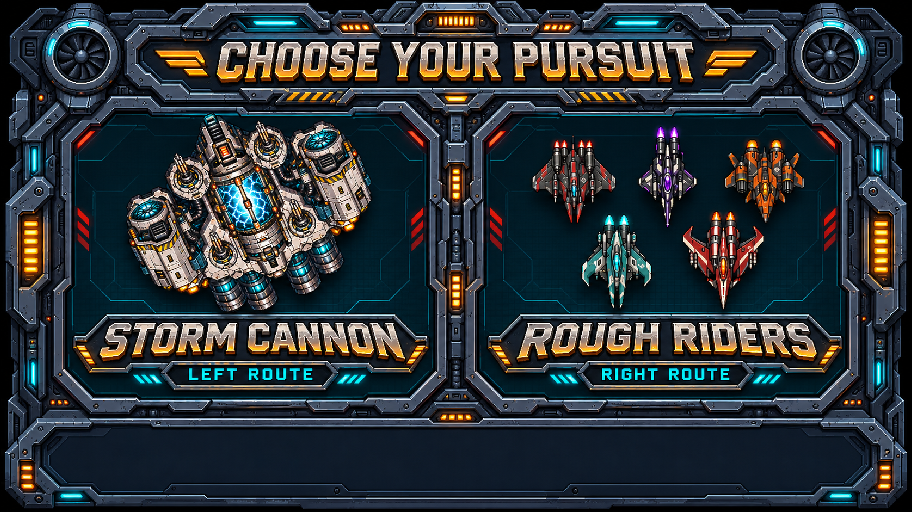 CHOOSE YOUR PURSUIT
STORM CANNON
LEFT ROUTE
ROUGH RIDERS
RIGHT ROUTE